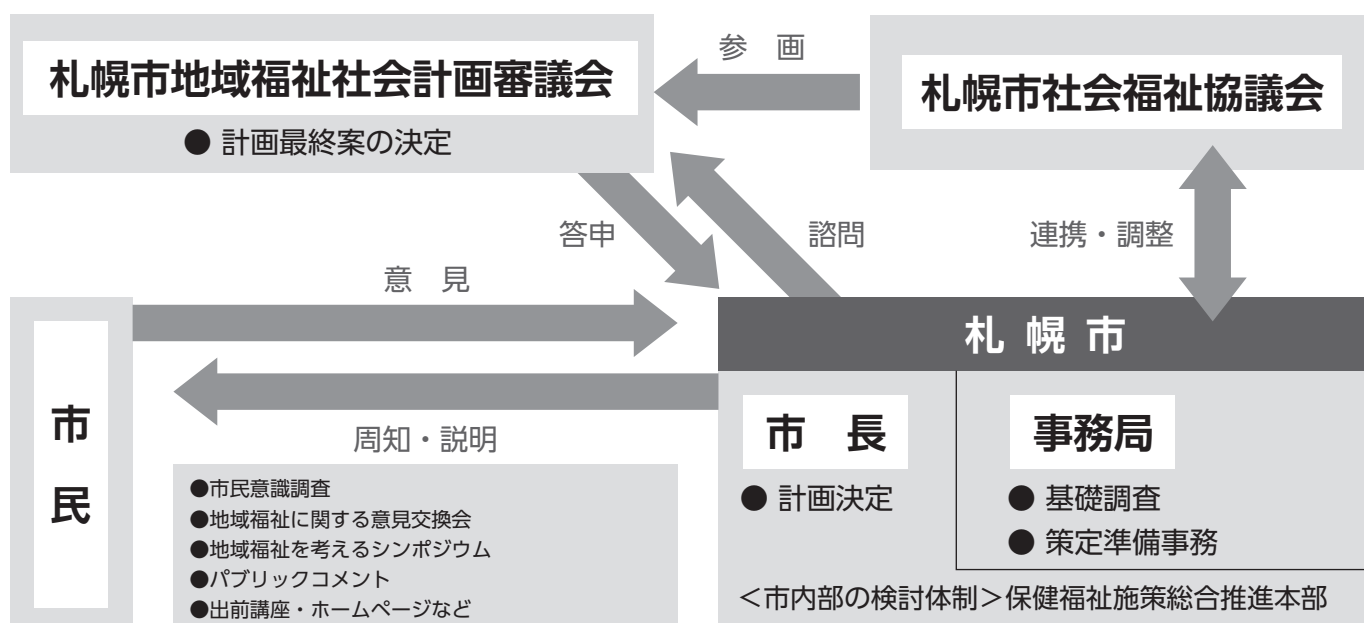 札幌市地域福祉社会計画審議会
● 計画最終案の決定
参 画
札幌市社会福祉協議会
答申
諮問
連携・調整
意 見
周知・説明
市民
●市民意識調査
●地域福祉に関する意見交換会
●地域福祉を考えるシンポジウム
●パブリックコメント
●出前講座・ホームページなど
札 幌 市
市 長
● 計画決定
事務局
● 基礎調査
● 策定準備事務
＜市内部の検討体制＞保健福祉施策総合推進本部